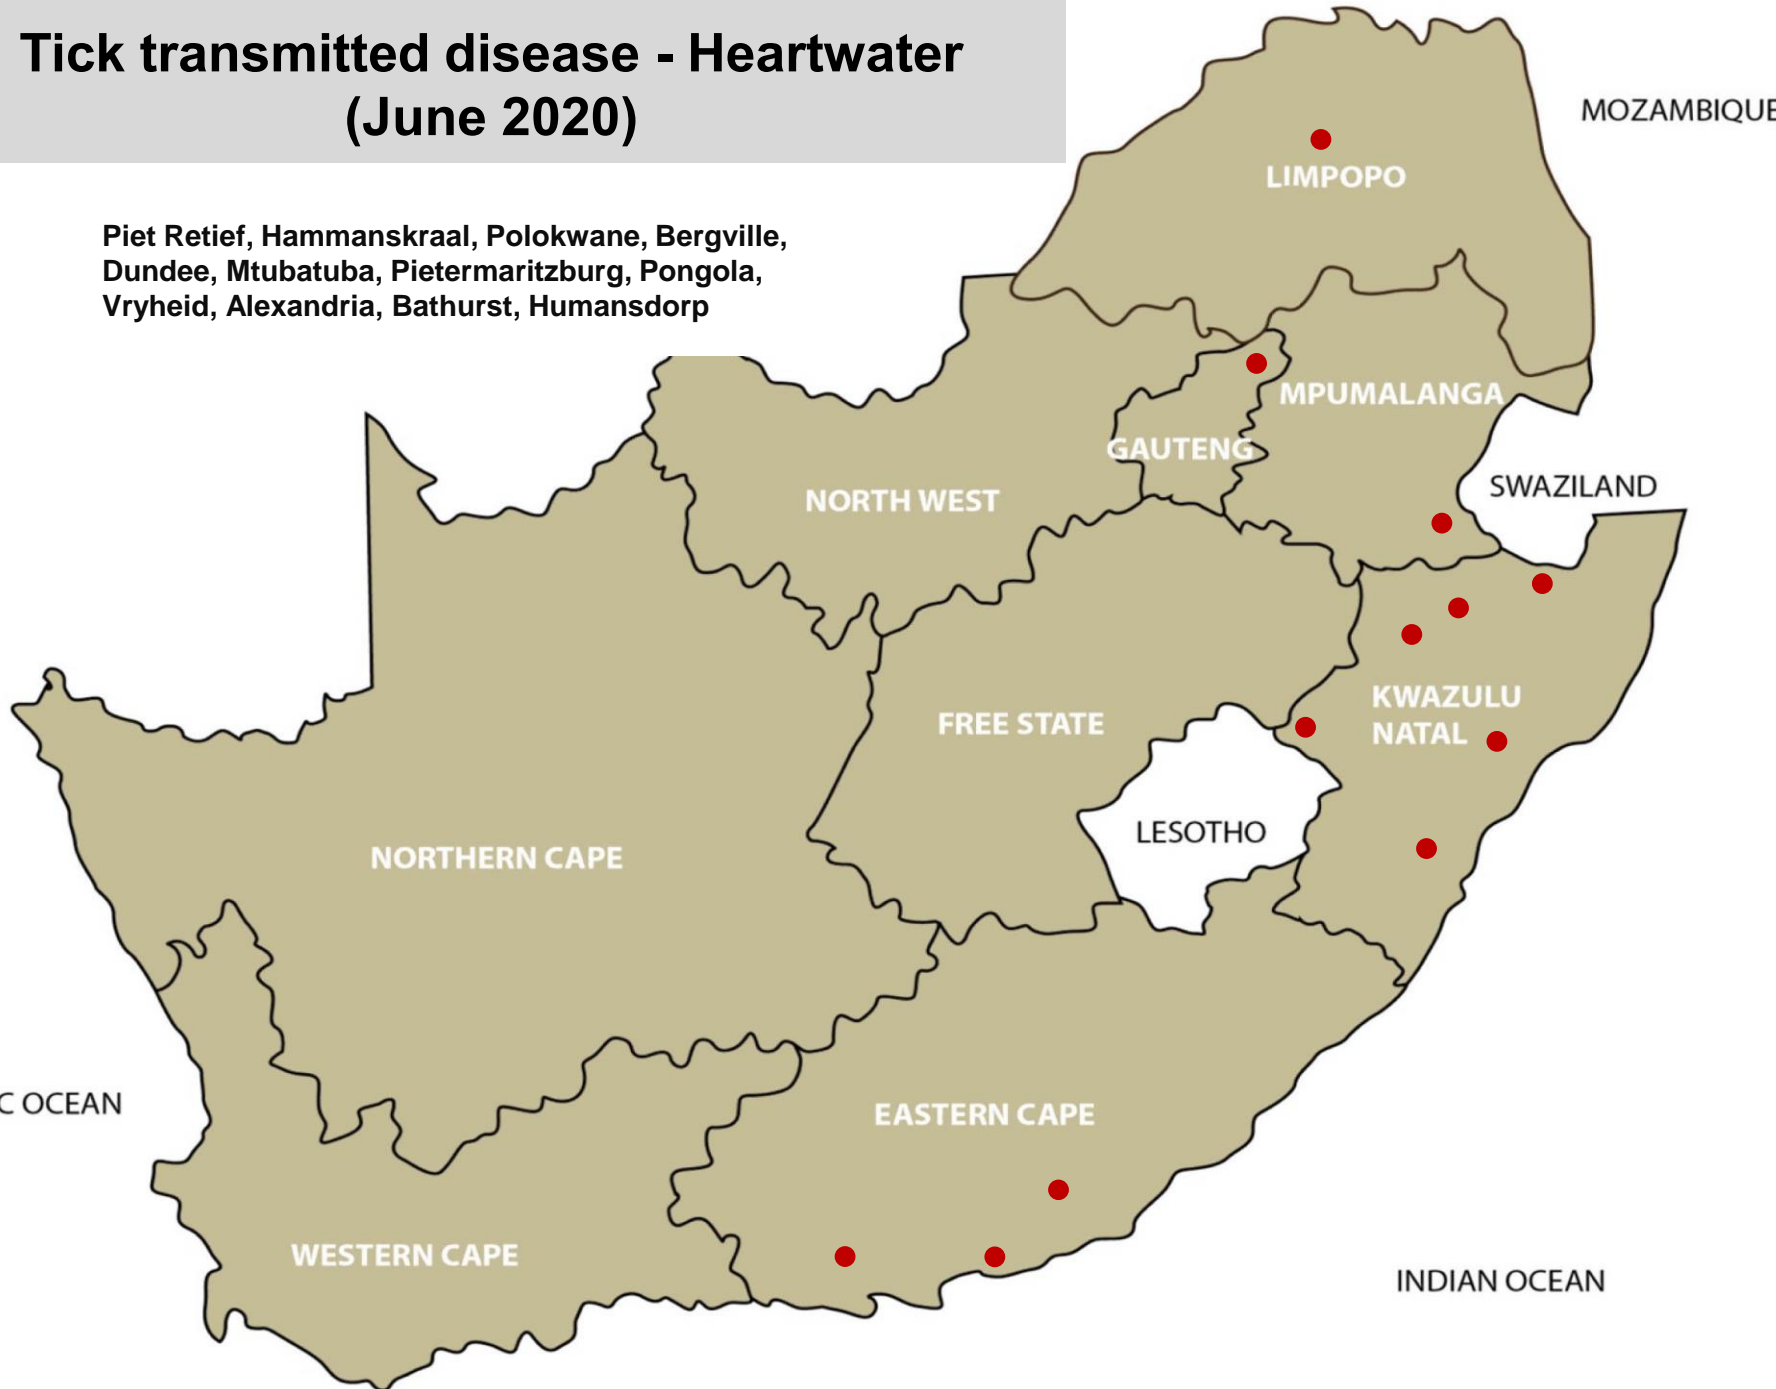 Tick transmitted disease - Heartwater
(June 2020)
MOZAMBIQUE
LIMPOPO
Piet Retief, Hammanskraal, Polokwane, Bergville,
Dundee, Mtubatuba, Pietermaritzburg, Pongola,
Vryheid, Alexandria, Bathurst, Humansdorp
MPUMALANGA
GAUTENG
SWAZILAND
NORTH WEST
KWAZULU
NATAL
FREE STATE
LESOTHO
NORTHERN CAPE
C OCEAN
EASTERN CAPE
WESTERN CAPE
INDIAN OCEAN